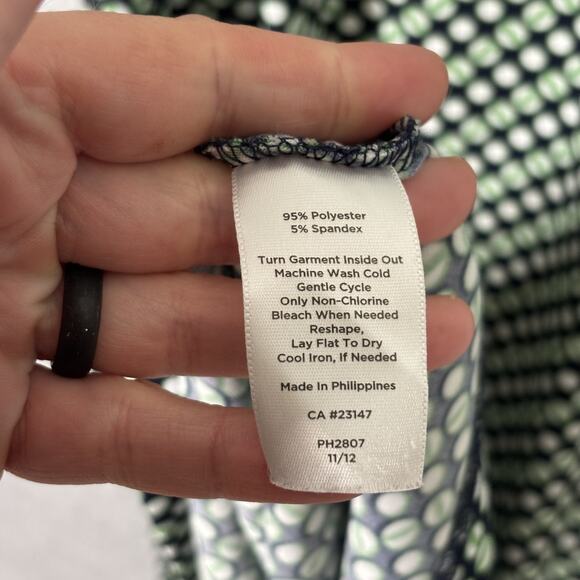 95% Polyester
5% Spandex
Turn Garment Inside Out
Machine Wash Cold
Gentle Cycle
Only Non-Chlorine
Bleach When Needed
Reshape,
Lay Flat To Dry
Cool Iron, If Needed
Made In Philippines
CA #23147
PH2807
11/12